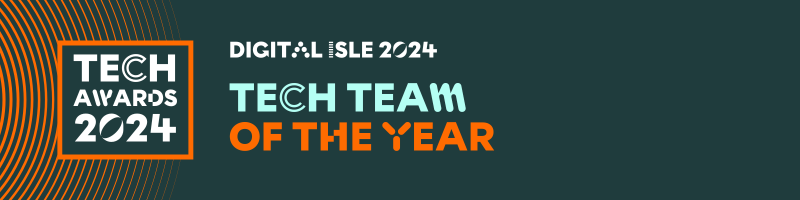 TECH
AWARDS
2024
DIGITAL ISLE 2024
TECH TEAM
OF THE YEAR